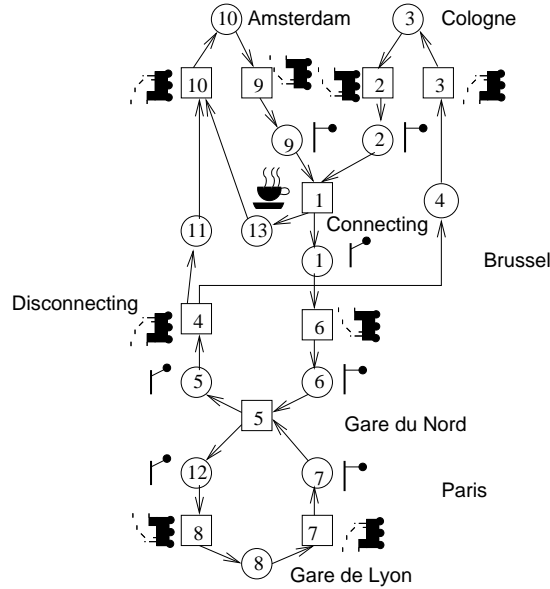 10 Amsterdam 3 Cologne
10 9 2 3
9 2
1
13 Connecting 4
11 1
Brussel
Disconnecting
4 6
5 6
5 Gare du Nord
12 7
Paris
8 7
8
Gare de Lyon